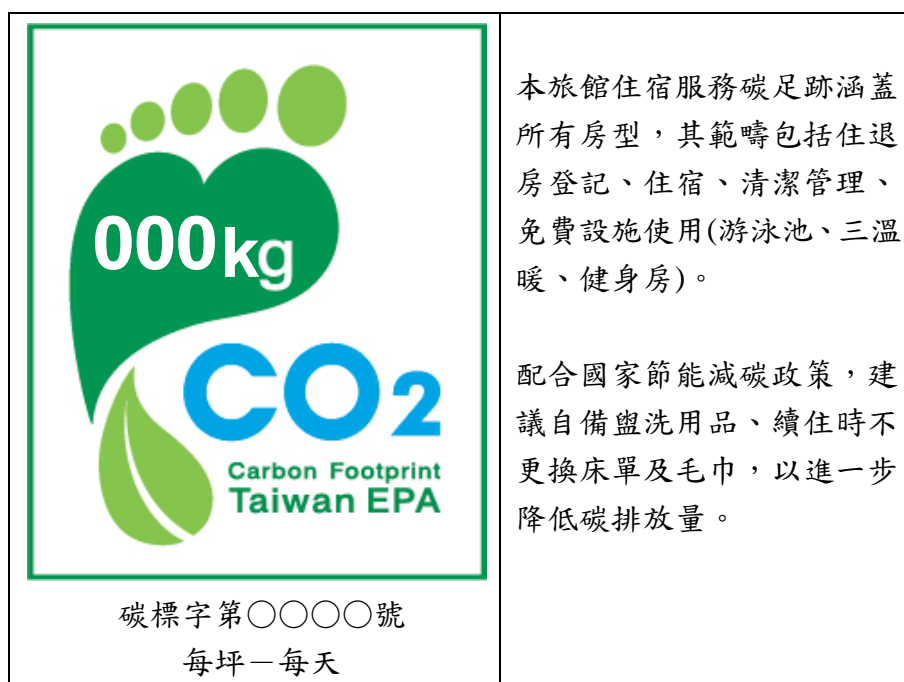 000kg
CO2
Carbon Footprint
Taiwan EPA
碳標字第○○○○號
每坪－每天
本旅館住宿服務碳足跡涵蓋
所有房型，其範疇包括住退
房登記、住宿、清潔管理、
免費設施使用(游泳池、三溫
暖、健身房)。
配合國家節能減碳政策，建
議自備盥洗用品、續住時不
更換床單及毛巾，以進一步
降低碳排放量。